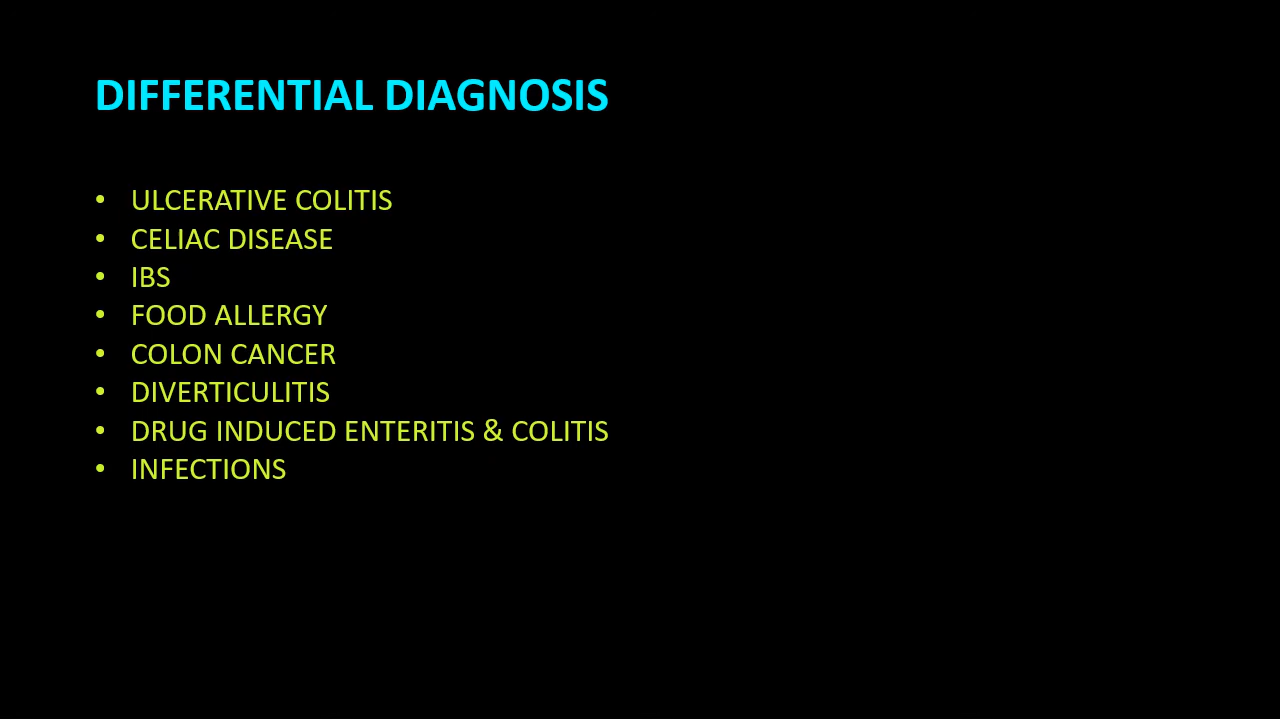 DIFFERENTIAL DIAGNOSIS
• ULCERATIVE COLITIS
• CELIAC DISEASE
• IBS
• FOOD ALLERGY
• COLON CANCER
• DIVERTICULITIS
• DRUG INDUCED ENTERITIS & COLITIS
• INFECTIONS